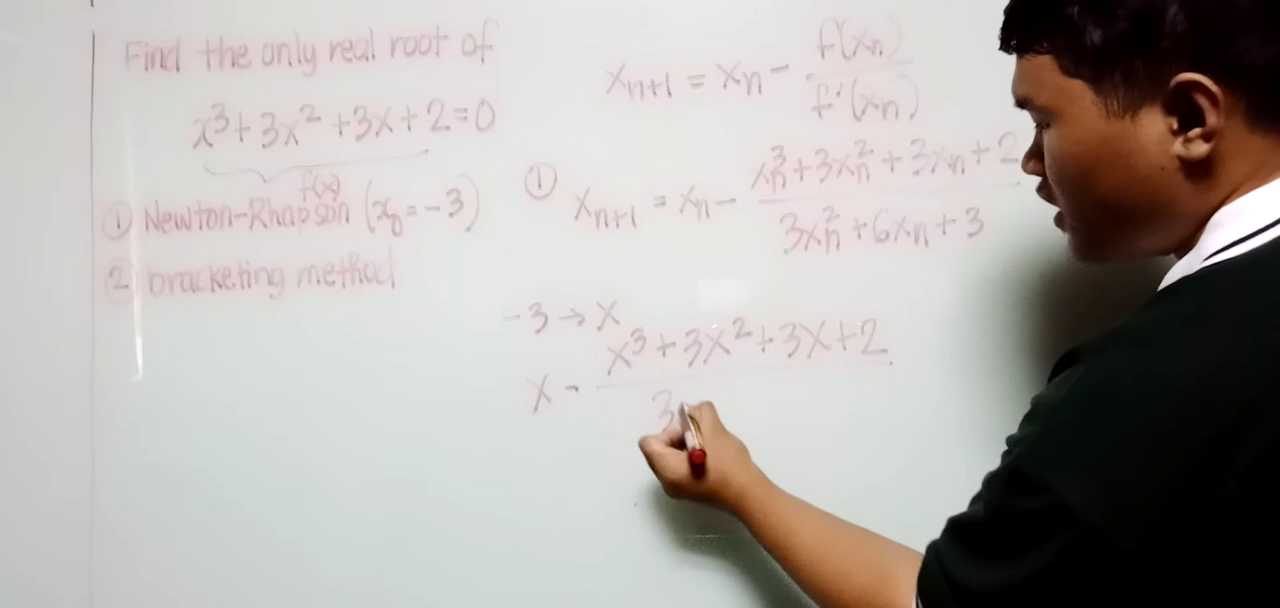 Find the only real root of
x³+3x²+3x+2=0
f(x)
① Newton-Rhapson (x₀=-3)
② bracketing method
xₙ₊₁ = xₙ - f(xₙ)/f'(xₙ)
① xₙ₊₁ = xₙ - (xₙ³+3xₙ²+3xₙ+2)/(3xₙ²+6xₙ+3)
-3→X
X - (X³+3X²+3X+2)/(3